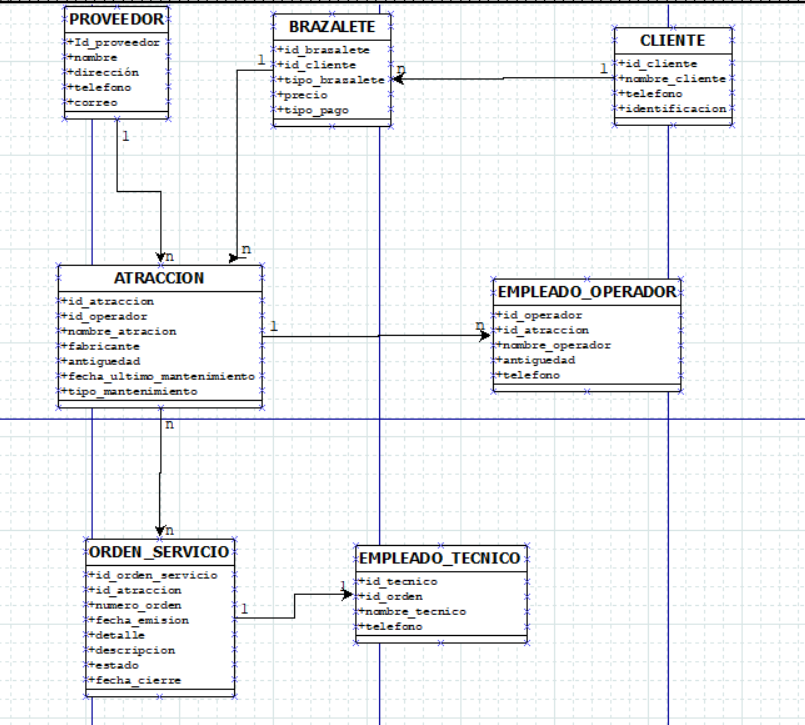 PROVEEDOR
+Id_proveedor
+nombre
+dirección
+telefono
+correo
1
n
BRAZALETE
+id_brasalete
+id_cliente
+tipo_brasalete
+precio
+tipo_pago
1
n
n
1
CLIENTE
+id_cliente
+nombre_cliente
+telefono
+identificacion
ATRACCION
+id_atraccion
+id_operador
+nombre_atracion
+fabricante
+antiguedad
+fecha_ultimo_mantenimiento
+tipo_mantenimiento
1
n
EMPLEADO_OPERADOR
+id_operador
+id_atraccion
+nombre_operador
+antiguedad
+telefono
n
n
ORDEN_SERVICIO
+id_orden_servicio
+id_atraccion
+numero_orden
+fecha_emision
+detalle
+descripcion
+estado
+fecha_cierre
1
1
EMPLEADO_TECNICO
+id_tecnico
+id_orden
+nombre_tecnico
+telefono